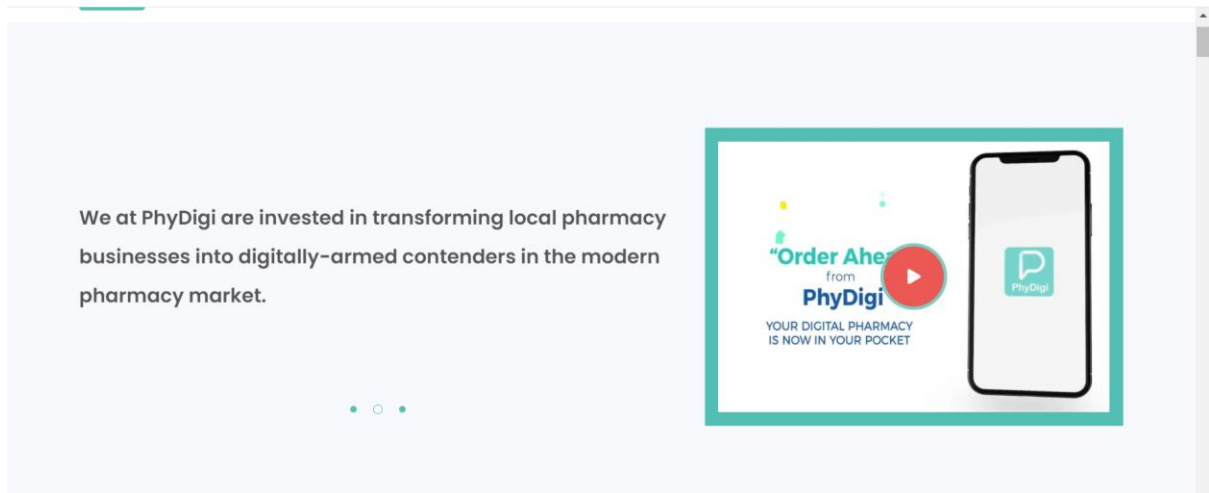 We at PhyDigi are invested in transforming local pharmacy
businesses into digitally-armed contenders in the modern
pharmacy market.
“Order
from
PhyDigi
YOUR DIGITAL PHARMACY
IS NOW IN YOUR POCKET
PhyDigi